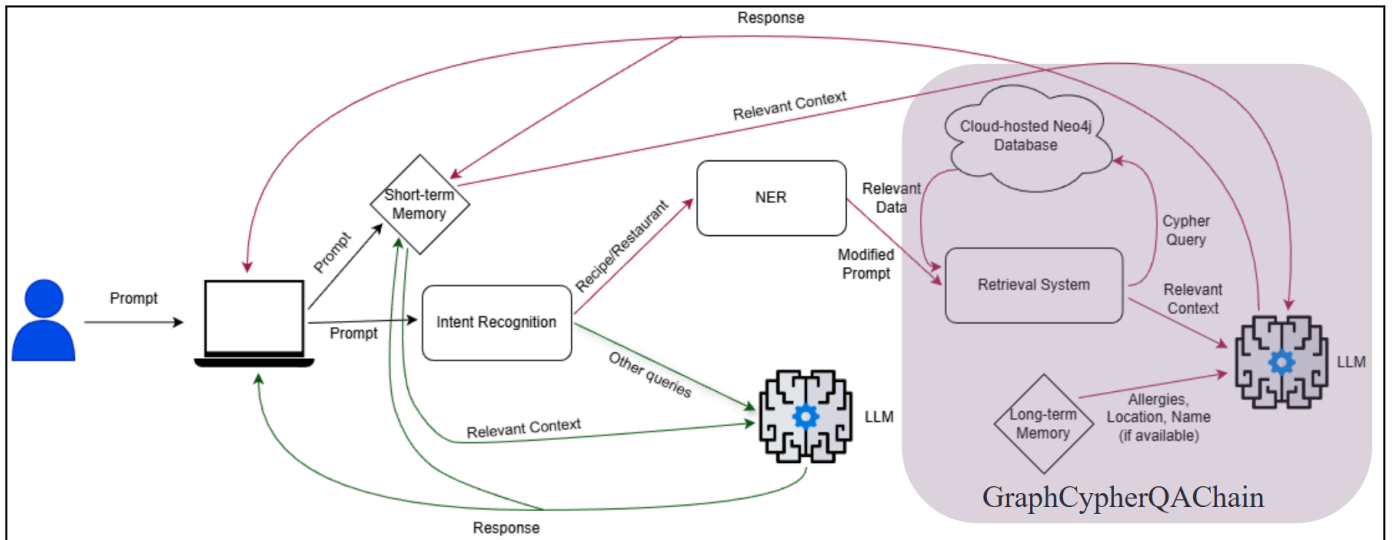 Response
Relevant Context
Cloud-hosted Neo4j
Database
Short-term
Memory
NER
Relevant
Data
Cypher
Query
Prompt
Recipe/Restaurant
Modified
Prompt
Retrieval System
Prompt
Prompt
Intent Recognition
Relevant
Context
Other queries
LLM
LLM
Relevant Context
Long-term
Memory
Allergies,
Location, Name
(if available)
GraphCypherQAChain
Response